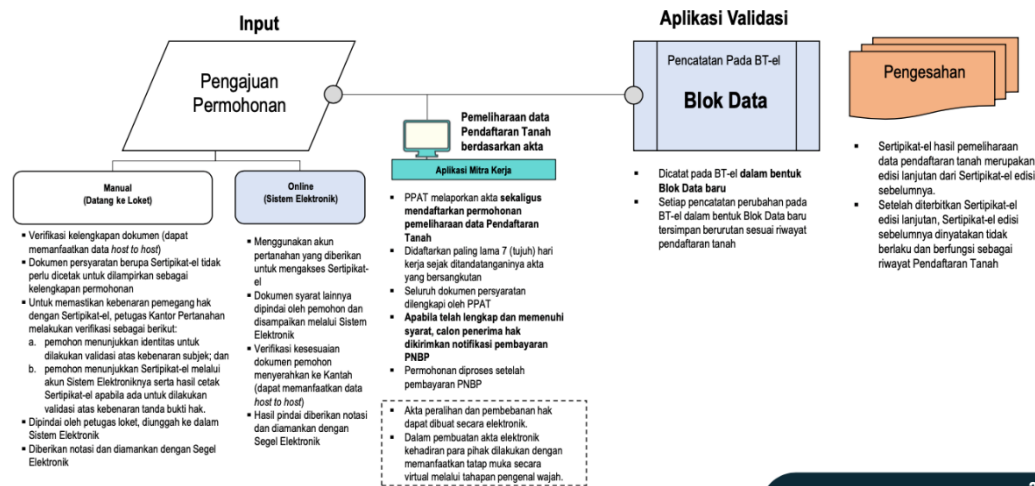 Input
Pengajuan
Permohonan
Manual
(Datang ke Loket)
▪ Verifikasi kelengkapan dokumen (dapat
memanfaatkan data host to host)
▪ Dokumen persyaratan berupa Sertipikat-el tidak
perlu dicetak untuk dilampirkan sebagai
kelengkapan permohonan
▪ Untuk memastikan kebenaran pemegang hak
dengan Sertipikat-el, petugas Kantor Pertanahan
melakukan verifikasi sebagai berikut:
a. pemohon menunjukkan identitas untuk
dilakukan validasi atas kebenaran subjek; dan
b. pemohon menunjukkan Sertipikat-el melalui
akun Sistem Elektroniknya serta hasil cetak
Sertipikat-el apabila ada untuk dilakukan
validasi atas kebenaran tanda bukti hak.
▪ Dipindai oleh petugas loket, diunggah ke dalam
Sistem Elektronik
▪ Diberikan notasi dan diamankan dengan Segel
Elektronik
Online
(Sistem Elektronik)
▪ Menggunakan akun
pertanahan yang diberikan
untuk mengakses Sertipikat-
el
▪ Dokumen syarat lainnya
dipindai oleh pemohon dan
disampaikan melalui Sistem
Elektronik
▪ Verifikasi kesesuaian
dokumen pemohon
menyerahkan ke Kantah
(dapat memanfaatkan data
host to host)
▪ Hasil pindai diberikan notasi
dan diamankan dengan
Segel Elektronik
Pemeliharaan data
Pendaftaran Tanah
berdasarkan akta
Aplikasi Mitra Kerja
▪ PPAT melaporkan akta sekaligus
mendaftarkan permohonan
pemeliharaan data Pendaftaran
Tanah
▪ Didaftarkan paling lama 7 (tujuh) hari
kerja sejak ditandatanganinya akta
yang bersangkutan
▪ Seluruh dokumen persyaratan
dilengkapi oleh PPAT
▪ Apabila telah lengkap dan memenuhi
syarat, calon penerima hak
dikirimkan notifikasi pembayaran
PNBP
▪ Permohonan diproses setelah
pembayaran PNBP
▪ Akta peralihan dan pembebanan hak
dapat dibuat secara elektronik.
▪ Dalam pembuatan akta elektronik
kehadiran para pihak dilakukan dengan
memanfaatkan tatap muka secara
virtual melalui tahapan pengenal wajah.
Aplikasi Validasi
Pencatatan Pada BT-el
Blok Data
▪ Dicatat pada BT-el dalam bentuk
Blok Data baru
▪ Setiap pencatatan perubahan pada
BT-el dalam bentuk Blok Data baru
tersimpan berurutan sesuai riwayat
pendaftaran tanah
Pengesahan
▪ Sertipikat-el hasil pemeliharaan
data pendaftaran tanah merupakan
edisi lanjutan dari Sertipikat-el edisi
sebelumnya.
▪ Setelah diterbitkan Sertipikat-el
edisi lanjutan, Sertipikat-el edisi
sebelumnya dinyatakan tidak
berlaku dan berfungsi sebagai
riwayat Pendaftaran Tanah